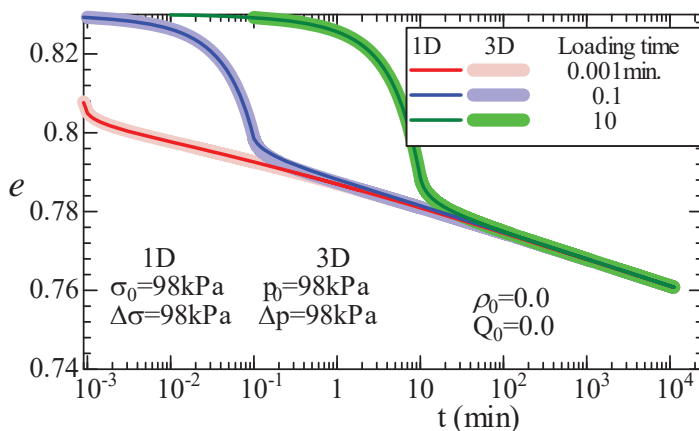 0.82
0.8
0.78
0.76
0.74
e
1D 3D Loading time
0.001min.
0.1
10
1D 3D
σ₀=98kPa p₀=98kPa ρ₀=0.0
Δσ=98kPa Δp=98kPa Q₀=0.0
10⁻³ 10⁻² 10⁻¹ 1 10 10² 10³ 10⁴
t (min)